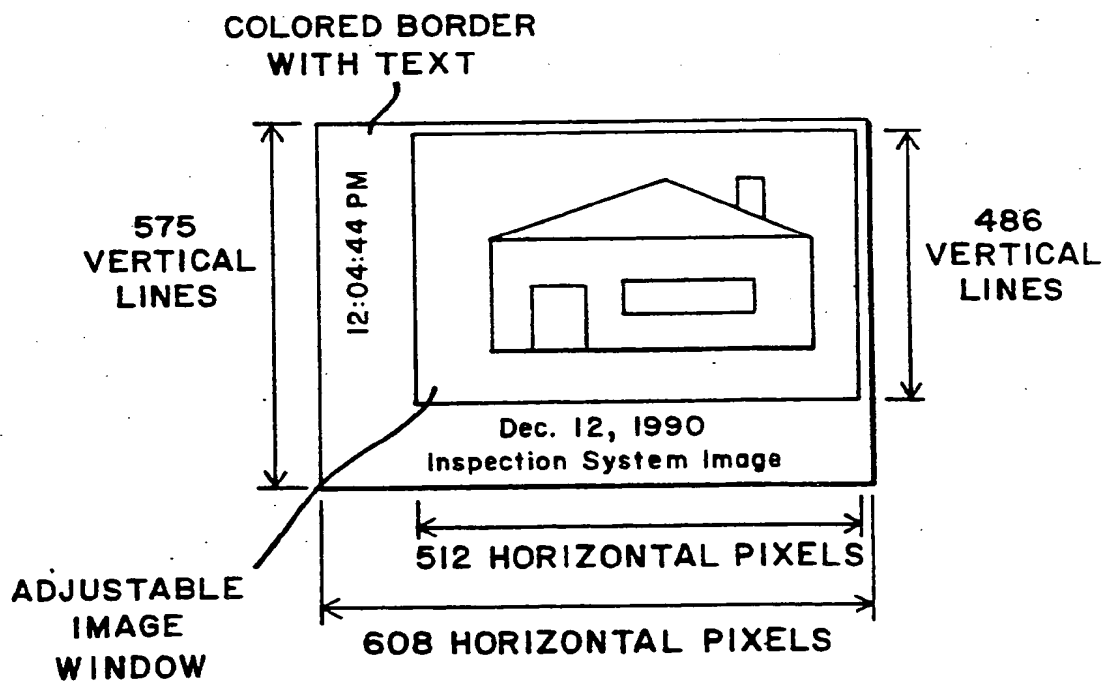 COLORED BORDER
WITH TEXT
12:04:44 PM
575
VERTICAL
LINES
486
VERTICAL
LINES
Dec. 12, 1990
Inspection System Image
512 HORIZONTAL PIXELS
608 HORIZONTAL PIXELS
ADJUSTABLE
IMAGE
WINDOW